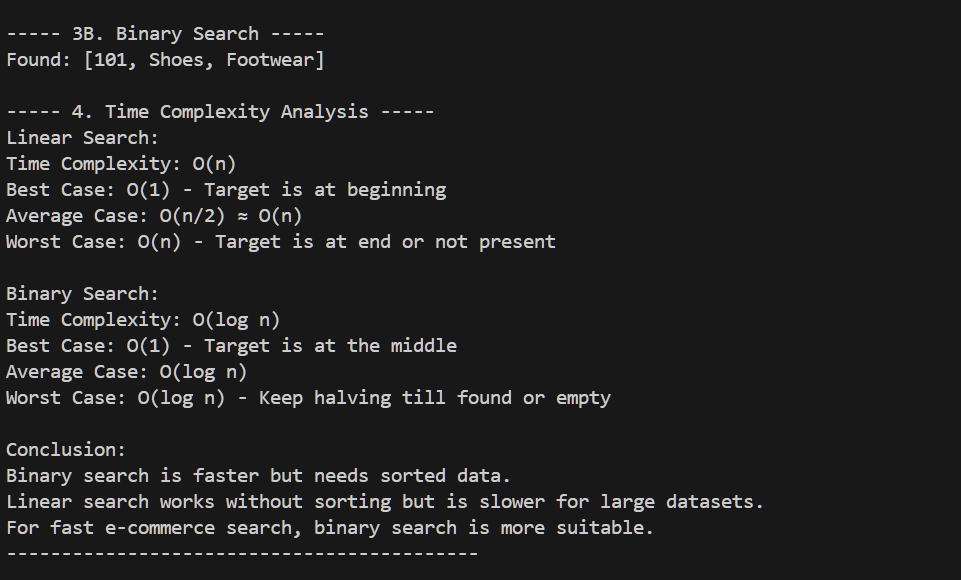 ----- 3B. Binary Search -----
Found: [101, Shoes, Footwear]
----- 4. Time Complexity Analysis -----
Linear Search:
Time Complexity: O(n)
Best Case: O(1) - Target is at beginning
Average Case: O(n/2) ≈ O(n)
Worst Case: O(n) - Target is at end or not present
Binary Search:
Time Complexity: O(log n)
Best Case: O(1) - Target is at the middle
Average Case: O(log n)
Worst Case: O(log n) - Keep halving till found or empty
Conclusion:
Binary search is faster but needs sorted data.
Linear search works without sorting but is slower for large datasets.
For fast e-commerce search, binary search is more suitable.
-------------------------------------------